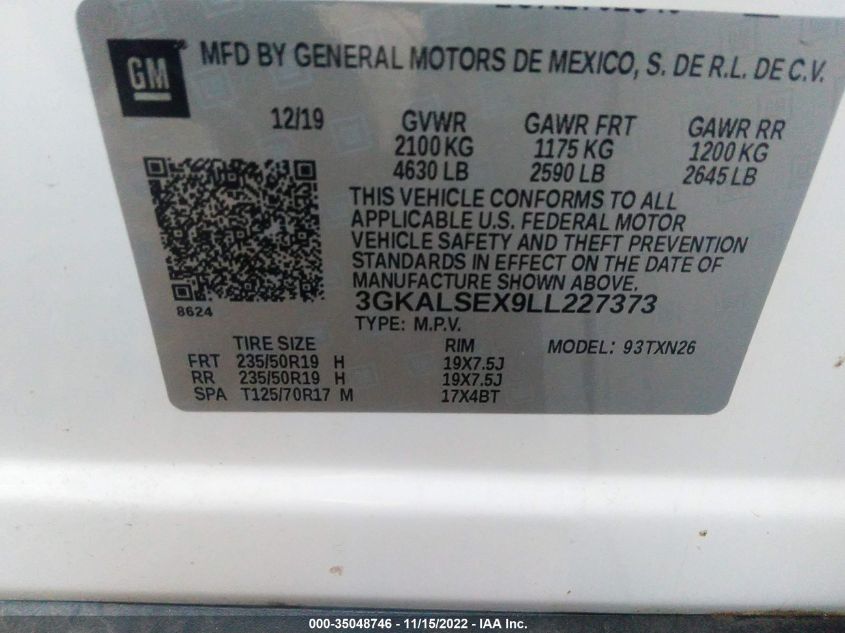 GM
MFD BY GENERAL MOTORS DE MEXICO, S. DE R.L. DE C.V.
12/19 GVWR GAWR FRT GAWR RR
2100 KG 1175 KG 1200 KG
4630 LB 2590 LB 2645 LB
THIS VEHICLE CONFORMS TO ALL
APPLICABLE U.S. FEDERAL MOTOR
VEHICLE SAFETY AND THEFT PREVENTION
STANDARDS IN EFFECT ON THE DATE OF
MANUFACTURE SHOWN ABOVE.
8624
3GKALSEX9LL227373
TYPE: M.P.V.
TIRE SIZE RIM MODEL: 93TXN26
FRT 235/50R19 H 19X7.5J
RR 235/50R19 H 19X7.5J
SPA T125/70R17 M 17X4BT
000-35048746 - 11/15/2022 - IAA Inc.